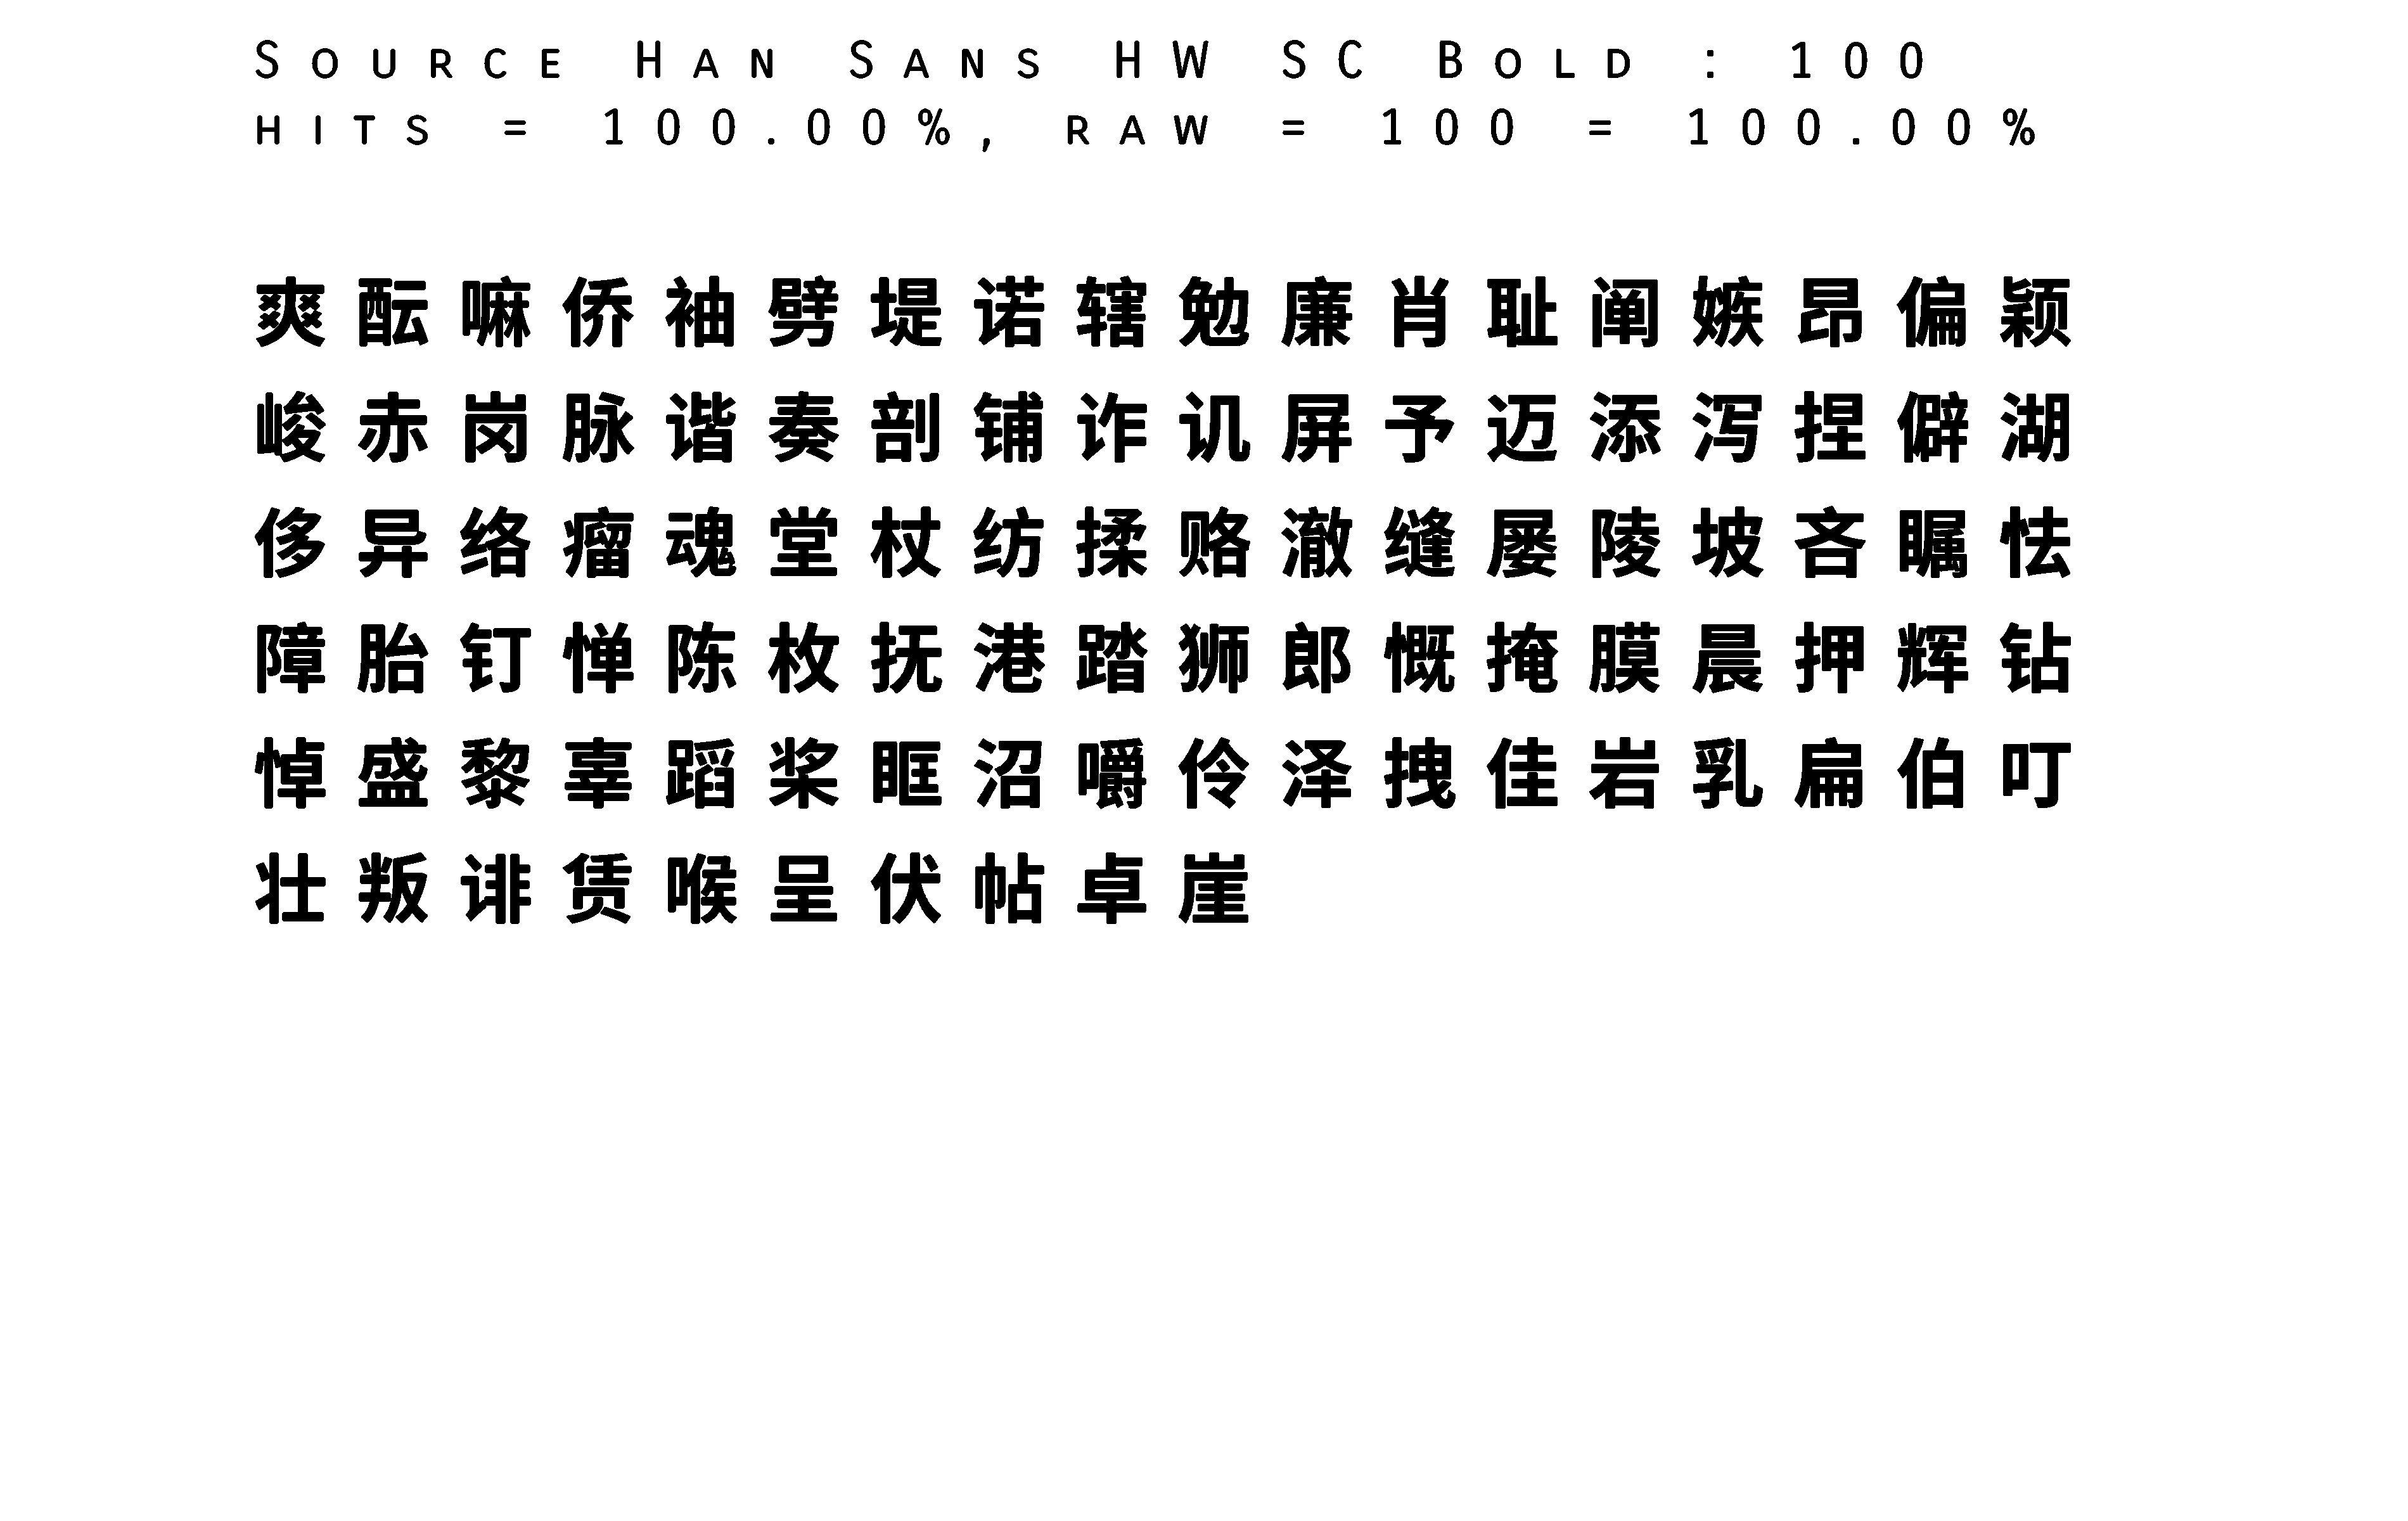 Source Han Sans HW SC Bold : 100
hits = 100.00%, raw = 100 = 100.00%
爽酝嘛侨袖劈堤诺辖勉廉肖耻阐嫉昂偏颖
峻赤岗脉谐奏剖铺诈讥屏予迈添泻捏僻湖
侈异络瘤魂堂杖纺揉赂澈缝屡陵坡吝瞩怯
障胎钉惮陈枚抚港踏狮郎慨掩膜晨押辉钻
悼盛黎辜蹈桨眶沼嚼伶泽拽佳岩乳扁伯叮
壮叛诽赁喉呈伏帖卓崖